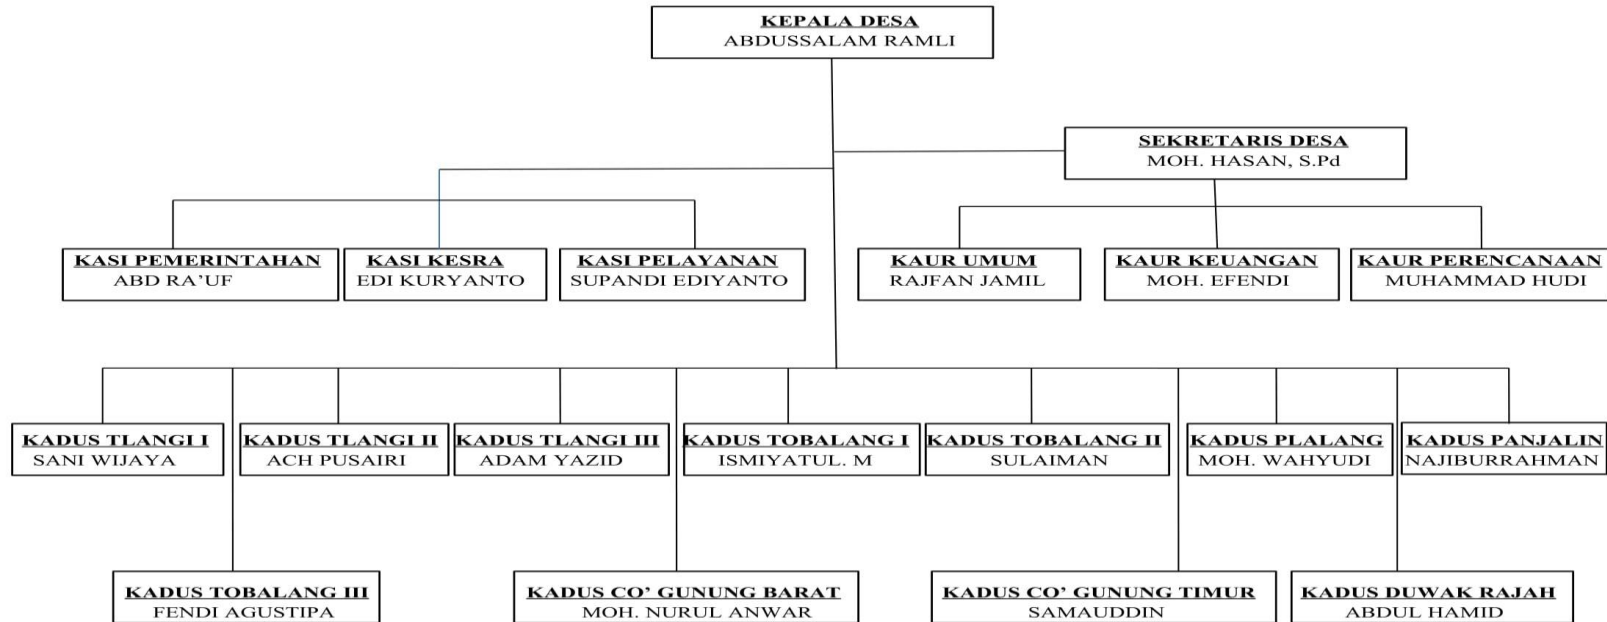 KEPALA DESA
ABDUSSALAM RAMLI
SEKRETARIS DESA
MOH. HASAN, S.Pd
KASI PEMERINTAHAN
ABD RA’UF
KASI KESRA
EDI KURYANTO
KASI PELAYANAN
SUPANDI EDIYANTO
KAUR UMUM
RAJFAN JAMIL
KAUR KEUANGAN
MOH. EFENDI
KAUR PERENCANAAN
MUHAMMAD HUDI
KADUS TLANGI I
SANI WIJAYA
KADUS TLANGI II
ACH PUSAIRI
KADUS TLANGI III
ADAM YAZID
KADUS TOBALANG I
ISMIYATUL. M
KADUS TOBALANG II
SULAIMAN
KADUS PLALANG
MOH. WAHYUDI
KADUS PANJALIN
NAJIBURRAHMAN
KADUS TOBALANG III
FENDI AGUSTIPA
KADUS CO’ GUNUNG BARAT
MOH. NURUL ANWAR
KADUS CO’ GUNUNG TIMUR
SAMAUDDIN
KADUS DUWAK RAJAH
ABDUL HAMID